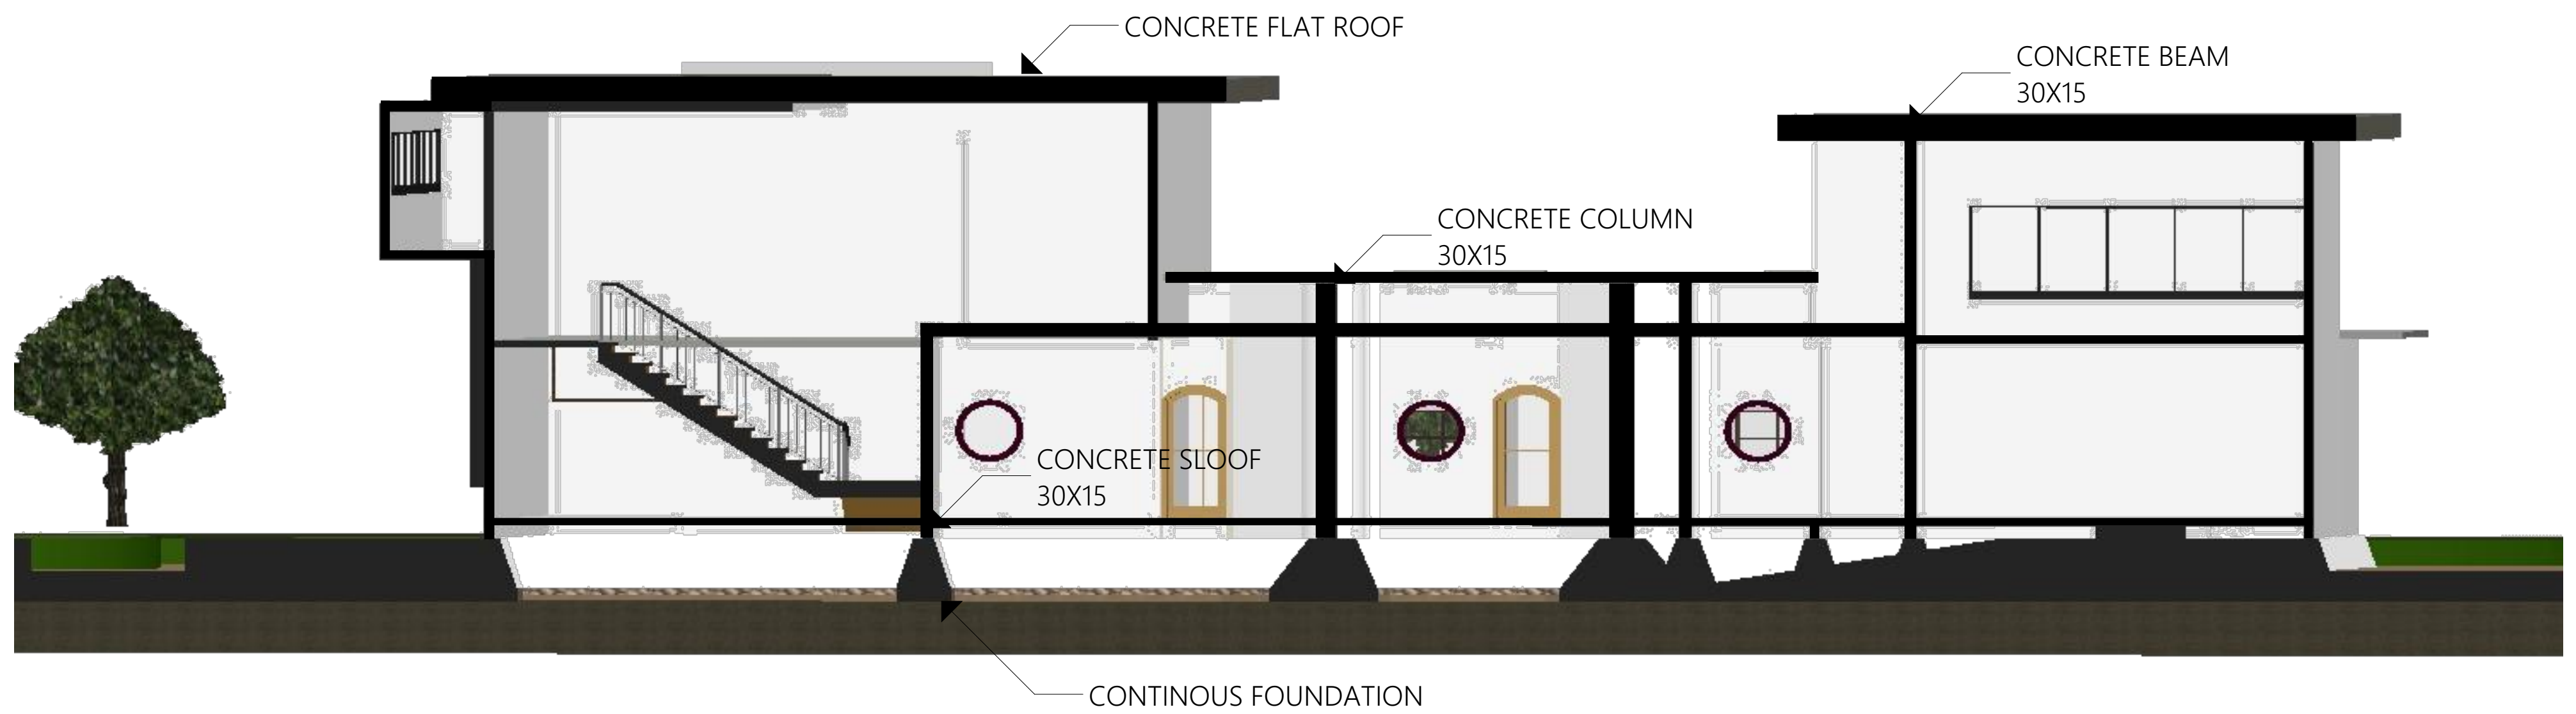 CONCRETE FLAT ROOF
CONCRETE BEAM
30X15
CONCRETE COLUMN
30X15
CONCRETE SLOOF
30X15
CONTINOUS FOUNDATION